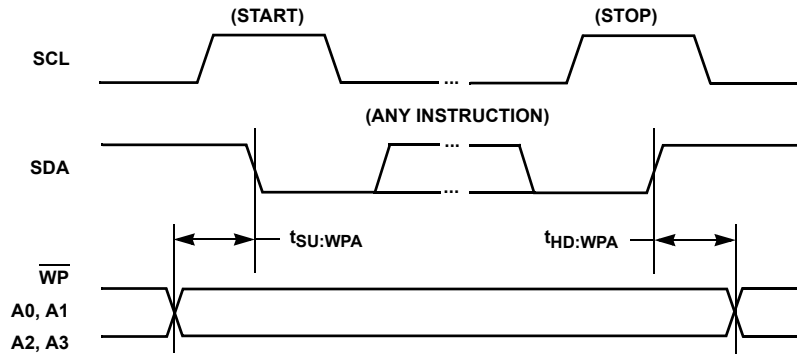 (START)
(STOP)
SCL
...
(ANY INSTRUCTION)
SDA
...
...
tSU:WPA
tHD:WPA
WP
A0, A1
A2, A3